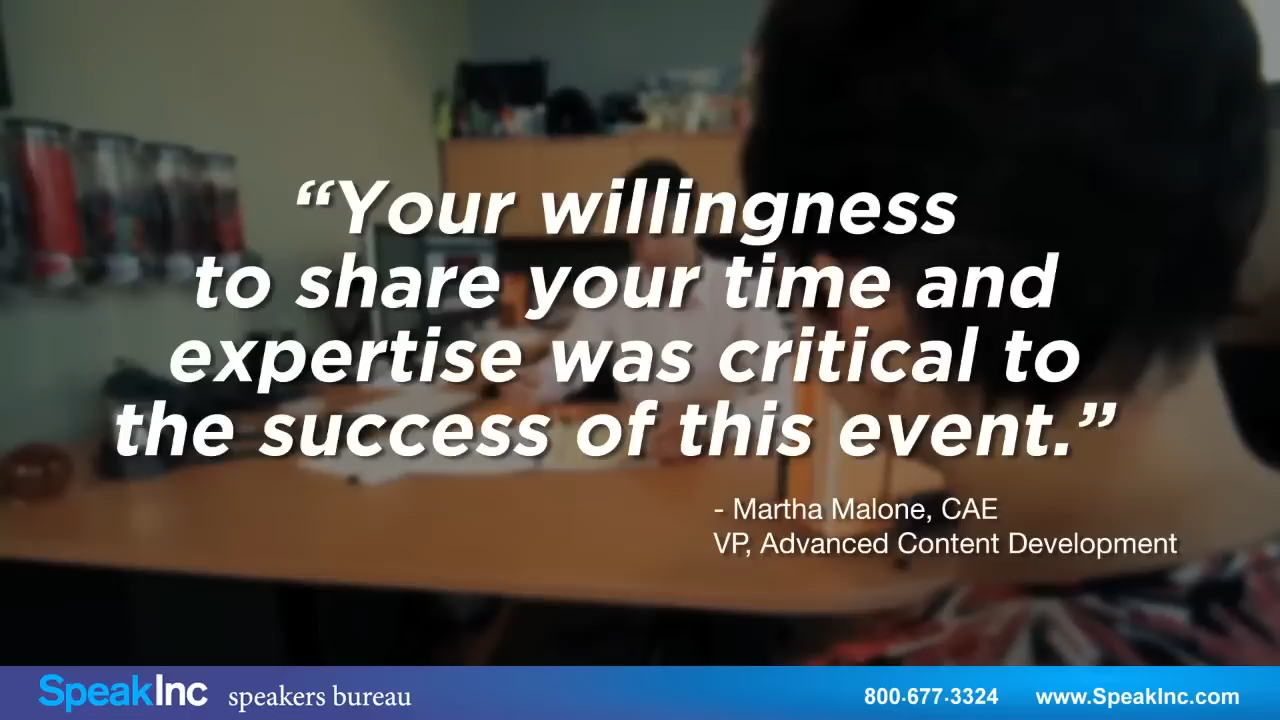 “Your willingness
to share your time and
expertise was critical to
the success of this event.”
- Martha Malone, CAE
VP, Advanced Content Development
SpeakInc speakers bureau
800-677-3324 www.SpeakInc.com